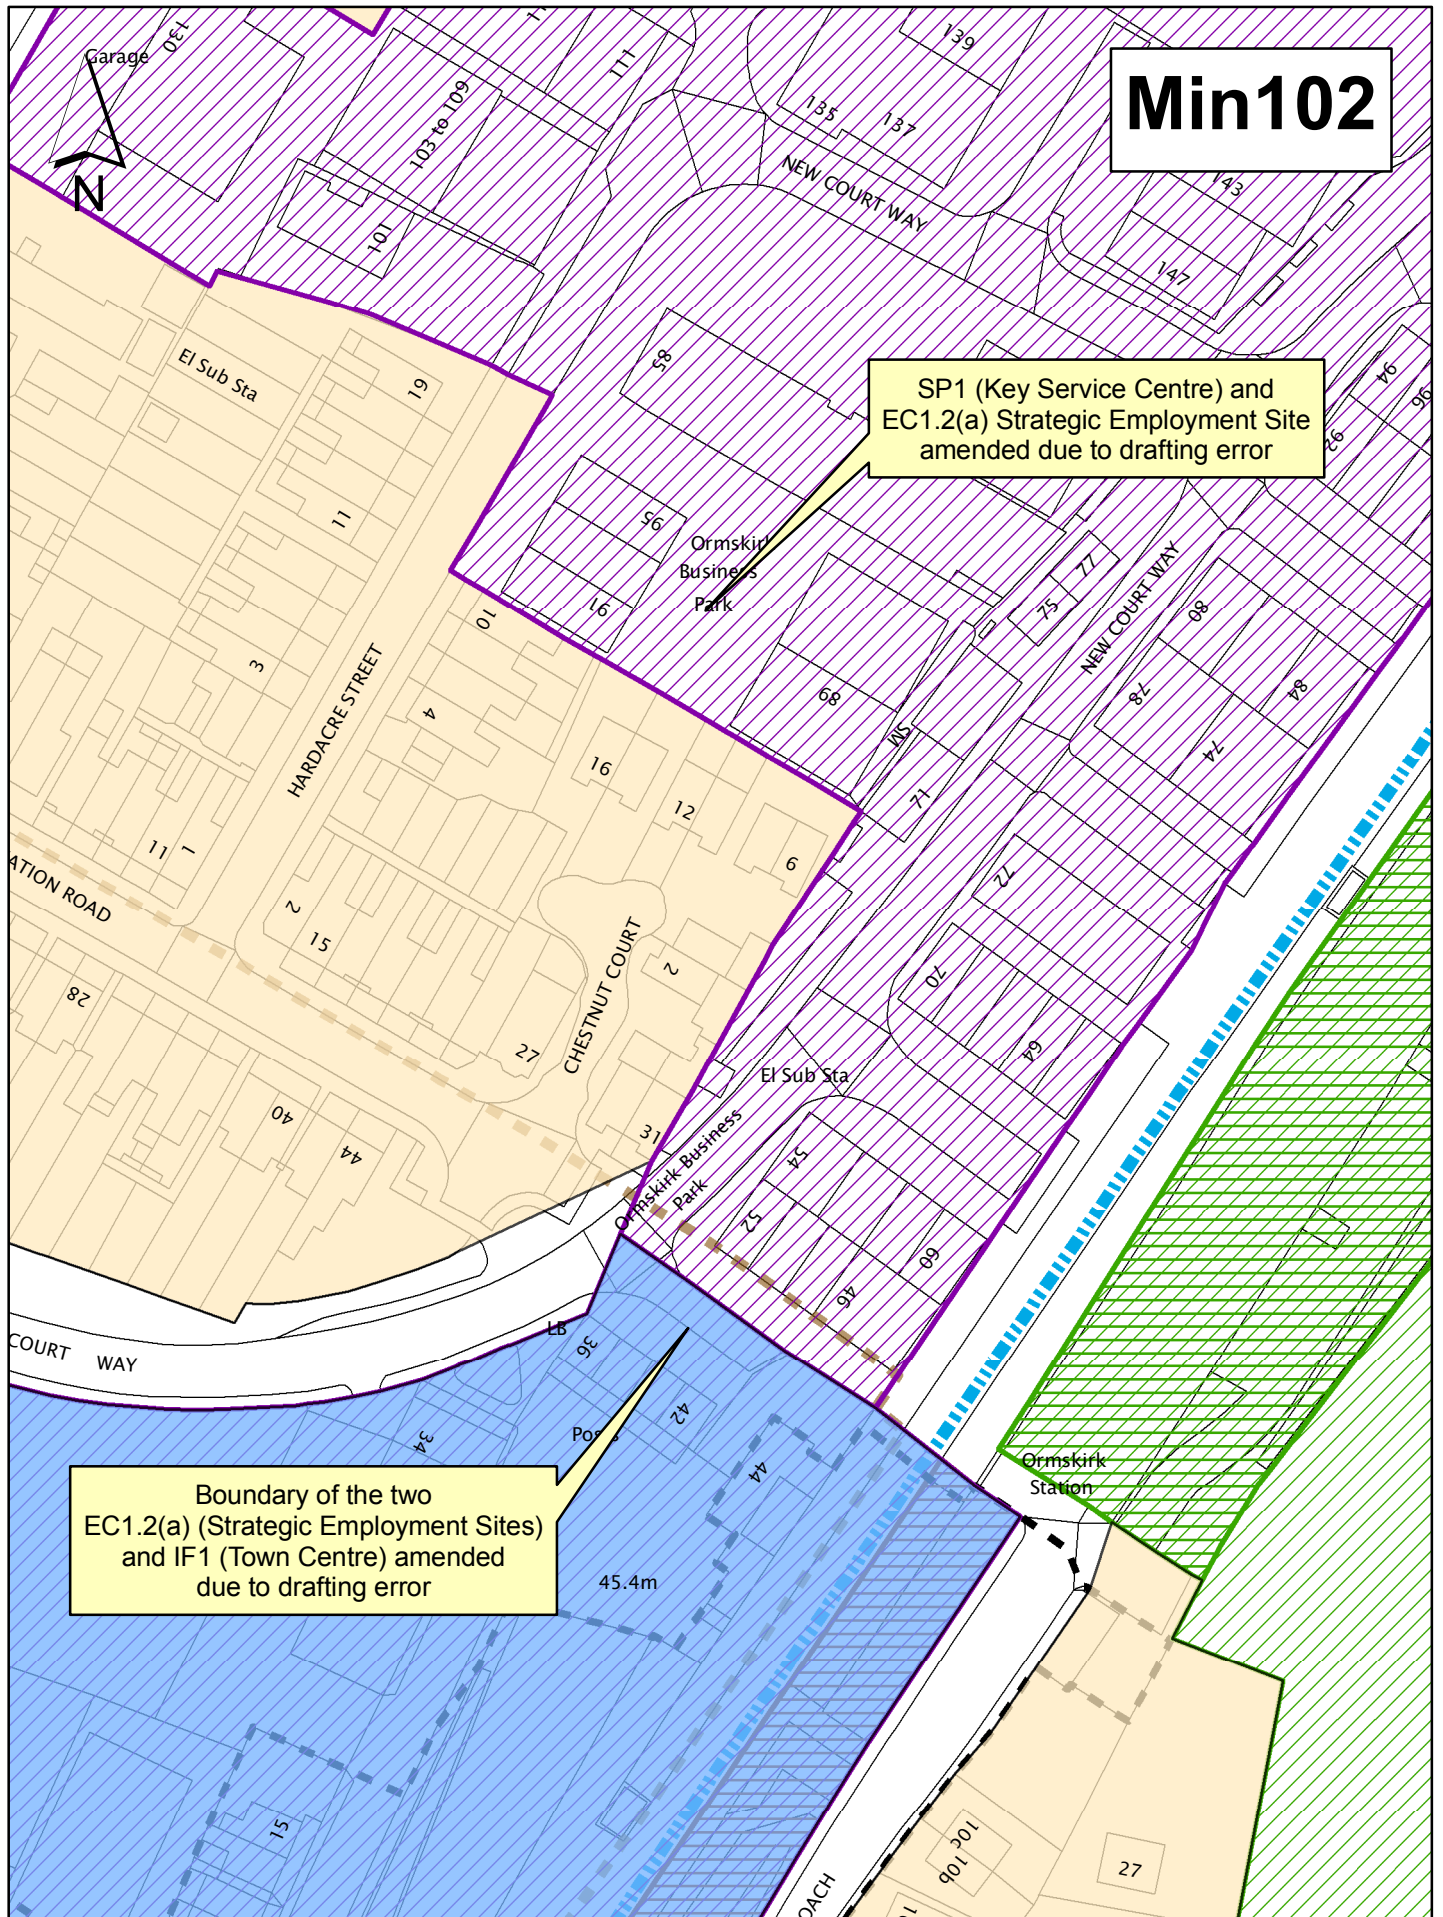 130
Garage
111
139
Min102
103 to 109
135
137
NEW COURT WAY
143
N
101
147
El Sub Sta
19
85
SP1 (Key Service Centre) and
EC1.2(a) Strategic Employment Site
amended due to drafting error
94
96
92
11
95
Ormskirk
Business
Park
91
77
75
NEW COURT WAY
80
10
3
HARDACRE STREET
4
89
78
84
SM
74
16
12
71
6
11
1
72
ATION ROAD
2
15
CHESTNUT COURT
2
70
28
27
64
El Sub Sta
40
44
31
Ormskirk Business
Park
54
52
60
46
COURT WAY
LB
36
42
34
44
Ormskirk
Station
Boundary of the two
EC1.2(a) (Strategic Employment Sites)
and IF1 (Town Centre) amended
due to drafting error
45.4m
15
10c
10b
27
OACH